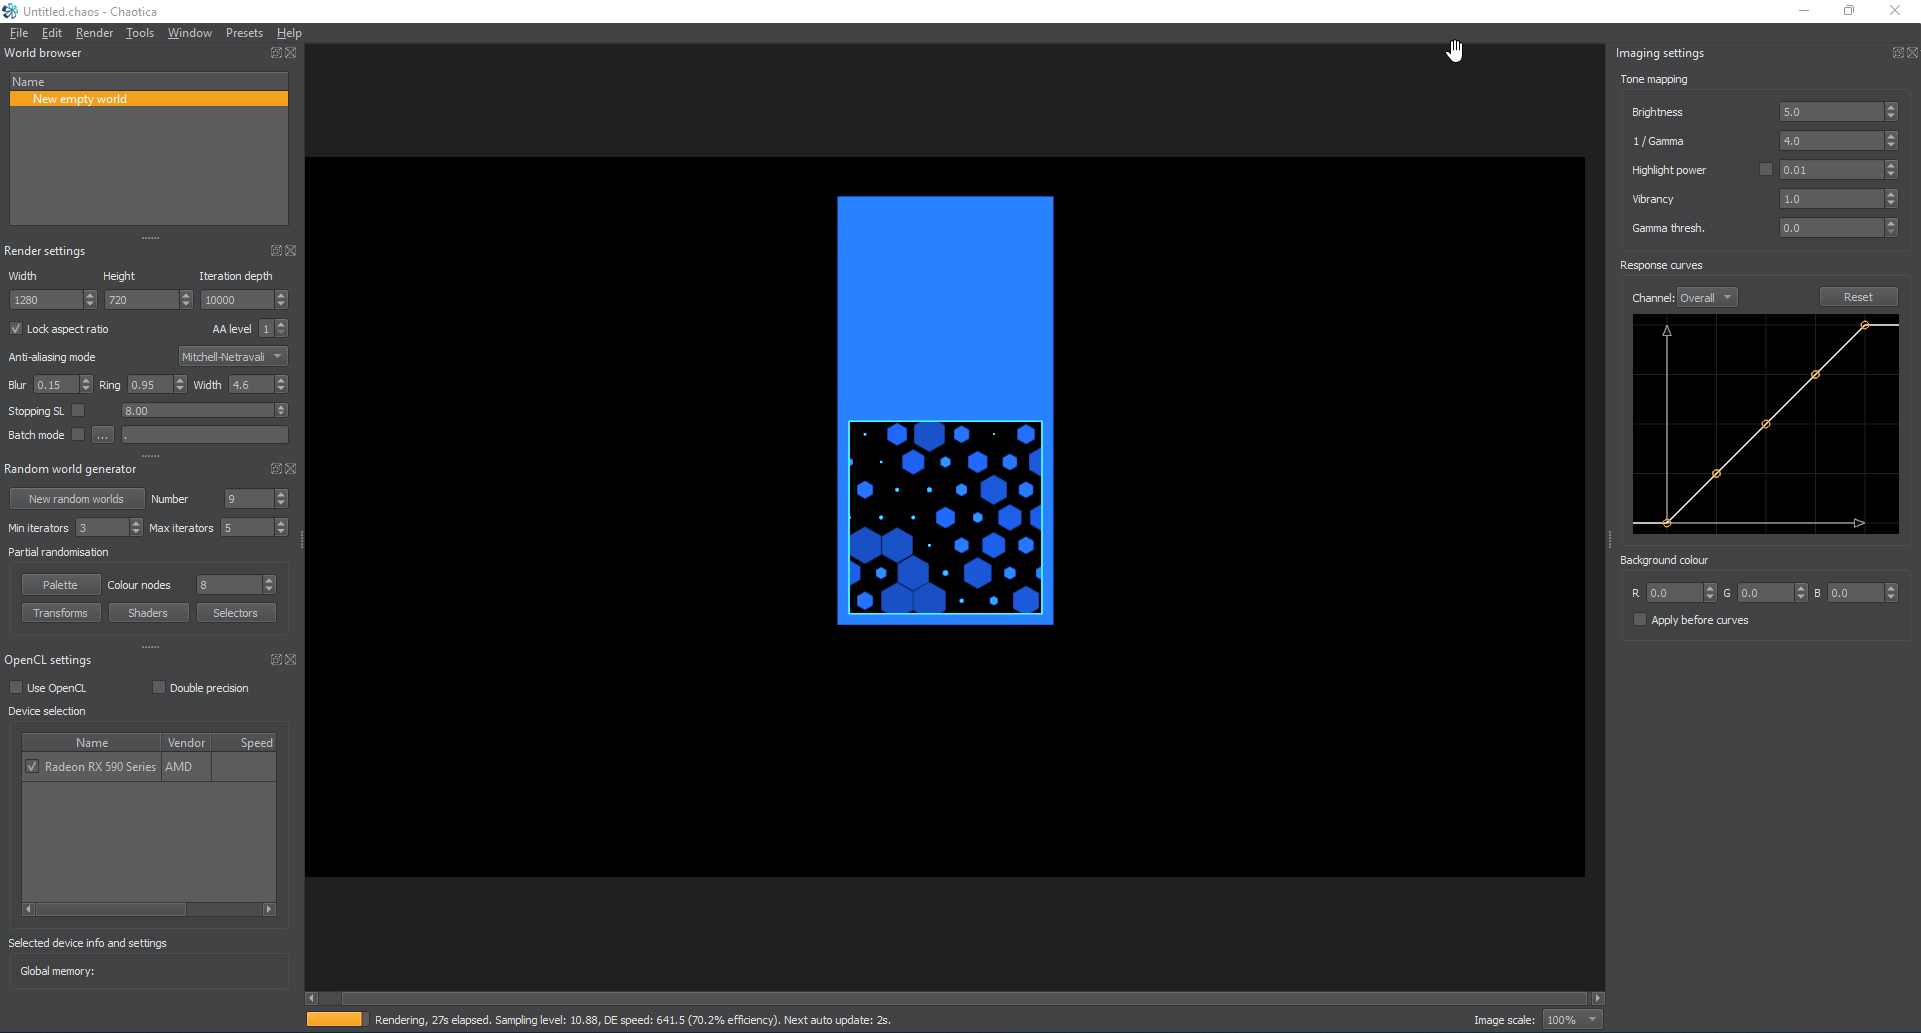 Untitled.chaos - Chaotica
File Edit Render Tools Window Presets Help
World browser
Name
New empty world
Render settings
Width Height Iteration depth
1280 720 10000
Lock aspect ratio AA level 1
Anti-aliasing mode Mitchell-Netravali
Blur 0.15 Ring 0.95 Width 4.6
Stopping SL 8.00
Batch mode ... .
Random world generator
New random worlds Number 9
Min iterators 3 Max iterators 5
Partial randomisation
Palette Colour nodes 8
Transforms Shaders Selectors
OpenCL settings
Use OpenCL Double precision
Device selection
Name Vendor Speed
Radeon RX 590 Series AMD
Selected device info and settings
Global memory:
Rendering, 27s elapsed. Sampling level: 10.88, DE speed: 641.5 (70.2% efficiency). Next auto update: 2s.
Image scale: 100%
Imaging settings
Tone mapping
Brightness 5.0
1 / Gamma 4.0
Highlight power 0.01
Vibrancy 1.0
Gamma thresh. 0.0
Response curves
Channel: Overall Reset
Background colour
R 0.0 G 0.0 B 0.0
Apply before curves